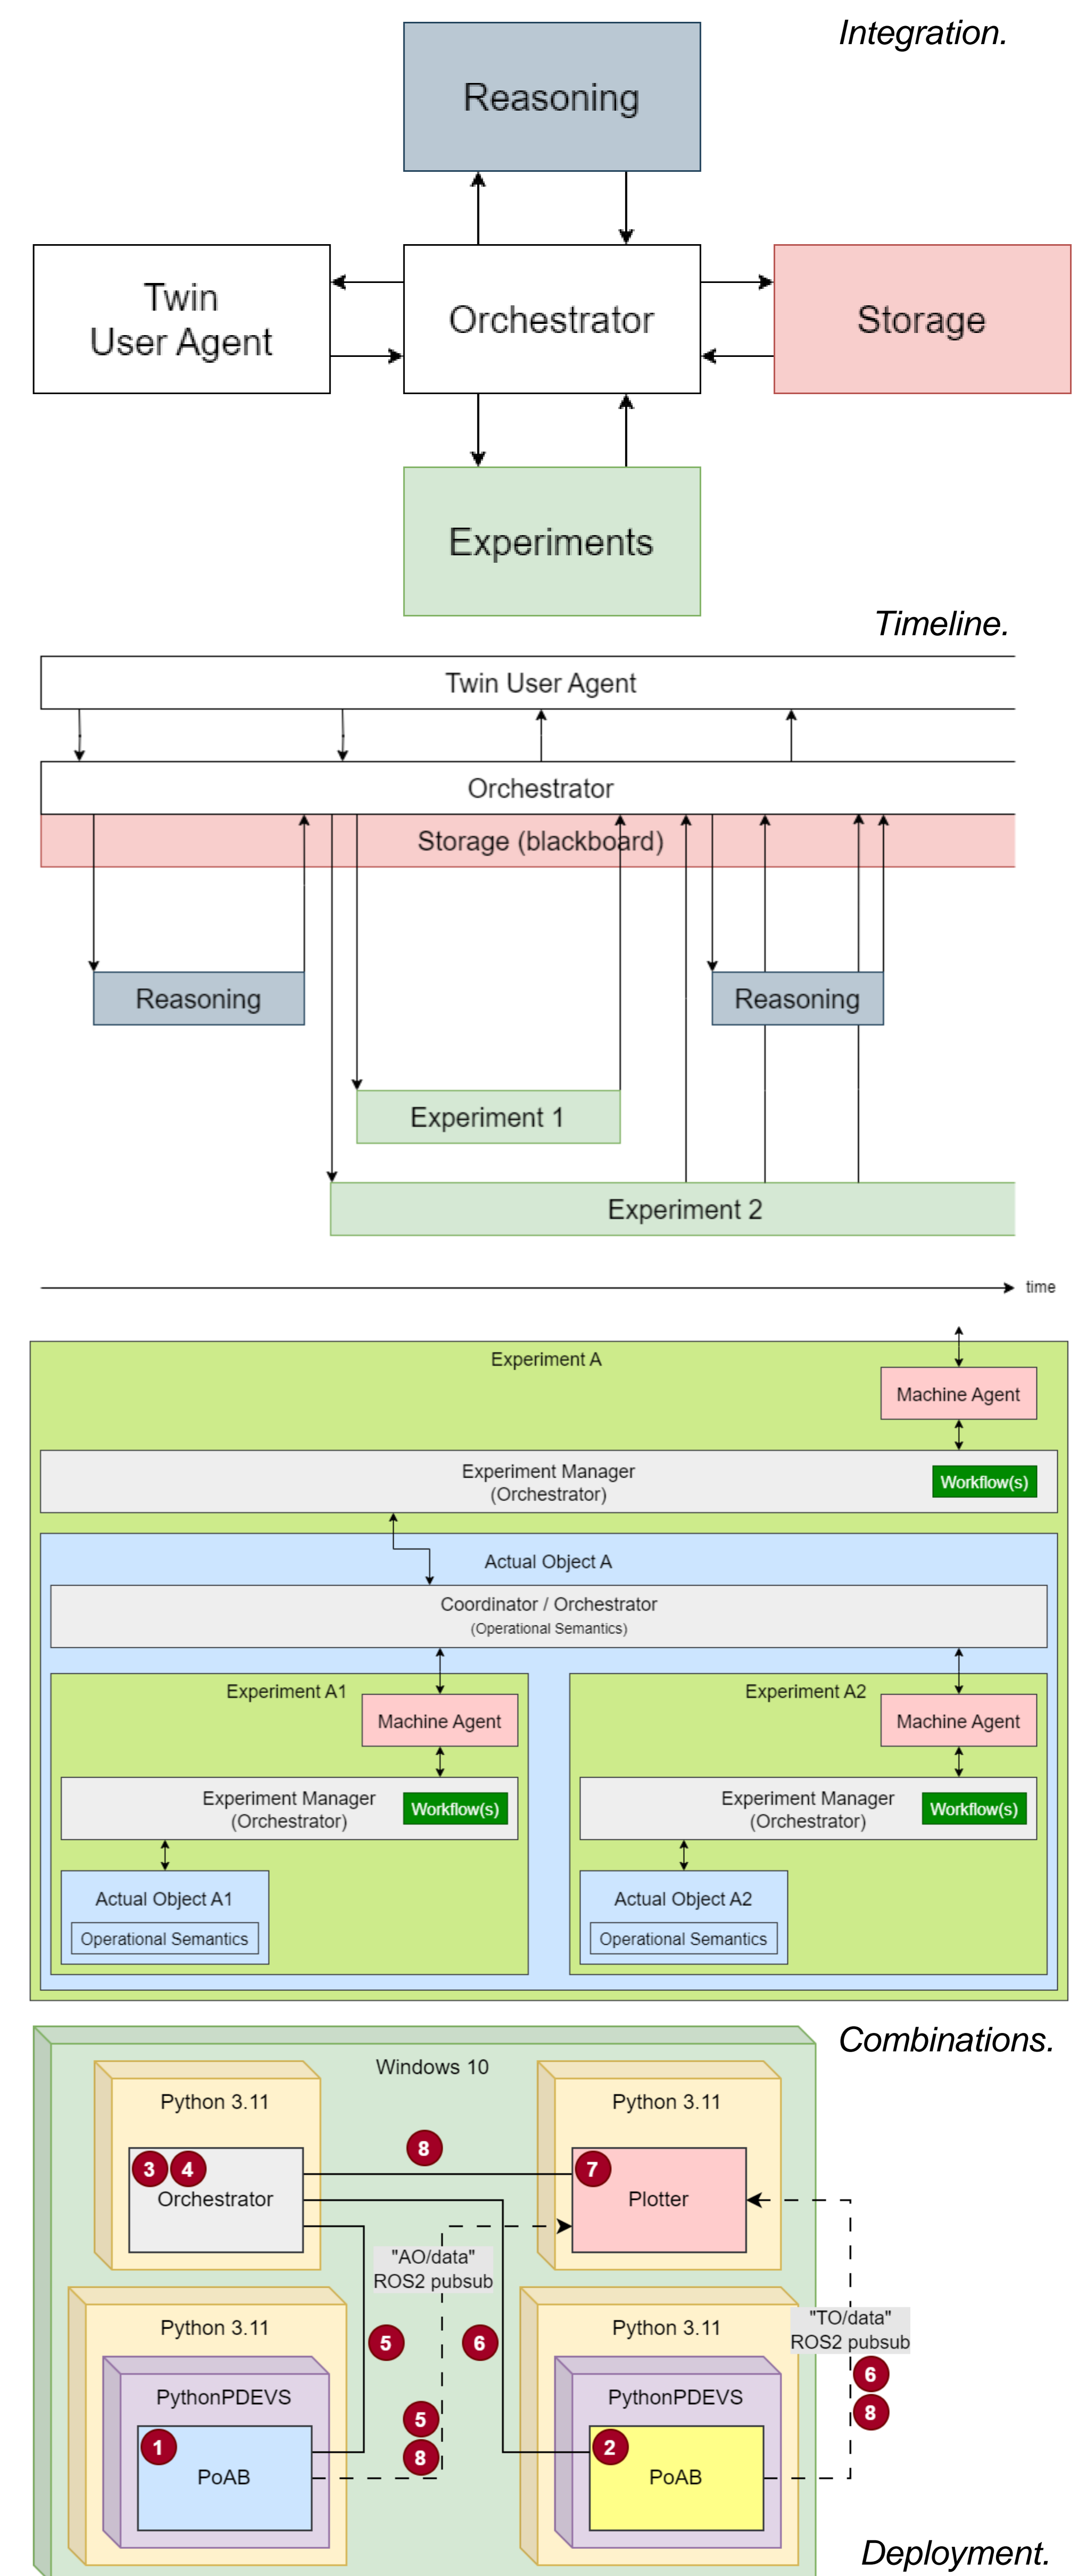 Integration.
Reasoning
Twin
User Agent
Orchestrator
Storage
Experiments
Timeline.
Twin User Agent
Orchestrator
Storage (blackboard)
Reasoning
Reasoning
Experiment 1
Experiment 2
time
Experiment A
Machine Agent
Experiment Manager
(Orchestrator)
Workflow(s)
Actual Object A
Coordinator / Orchestrator
(Operational Semantics)
Experiment A1
Machine Agent
Experiment Manager
(Orchestrator)
Workflow(s)
Actual Object A1
Operational Semantics
Experiment A2
Machine Agent
Experiment Manager
(Orchestrator)
Workflow(s)
Actual Object A2
Operational Semantics
Combinations.
Windows 10
Python 3.11
3 4
Orchestrator
8
Python 3.11
7
Plotter
"AO/data"
ROS2 pubsub
5
6
5
8
"TO/data"
ROS2 pubsub
6
8
Python 3.11
PythonPDEVS
1
PoAB
Python 3.11
PythonPDEVS
2
PoAB
Deployment.